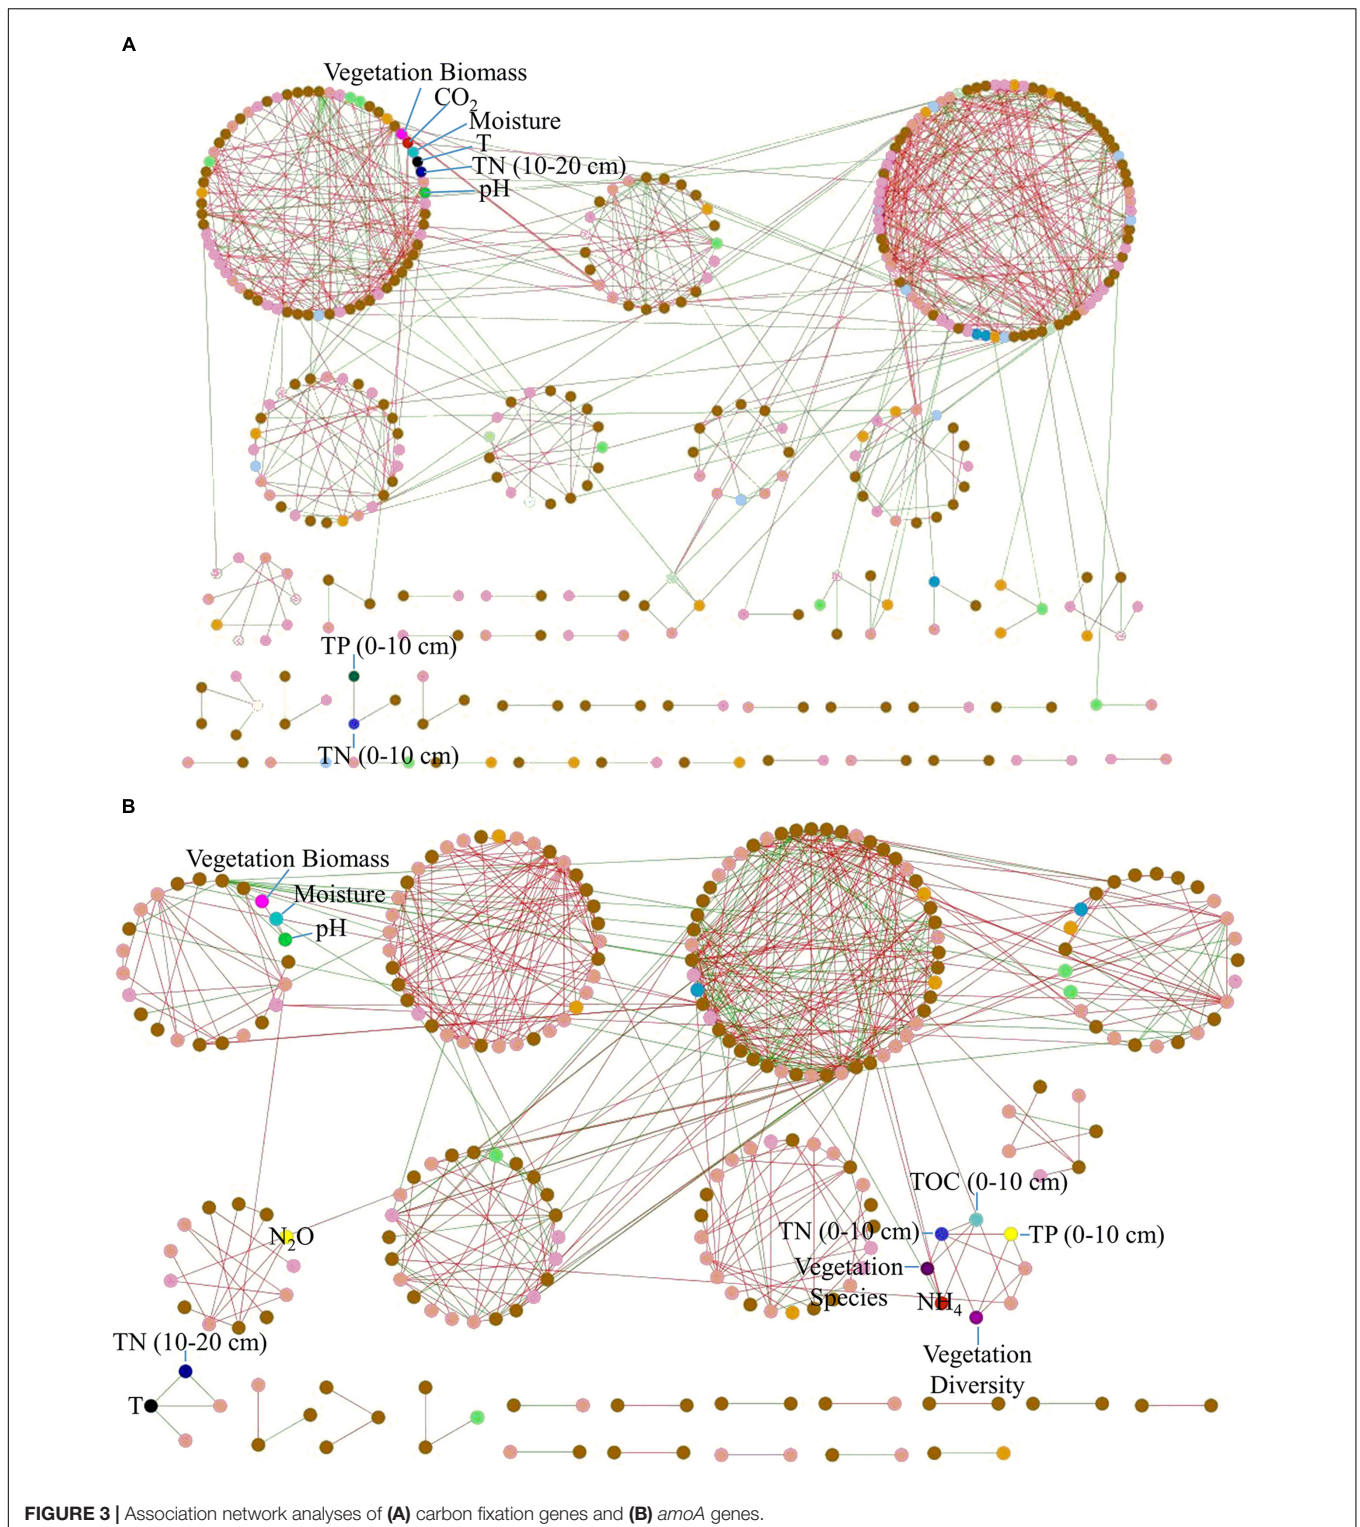 A
Vegetation Biomass
CO2
Moisture
T
TN (10-20 cm)
pH
TP (0-10 cm)
TN (0-10 cm)
B
Vegetation Biomass
Moisture
pH
TOC (0-10 cm)
TN (0-10 cm)
TP (0-10 cm)
N2O
Vegetation
Species
NH4
TN (10-20 cm)
Vegetation
Diversity
T
FIGURE 3 | Association network analyses of (A) carbon fixation genes and (B) amoA genes.